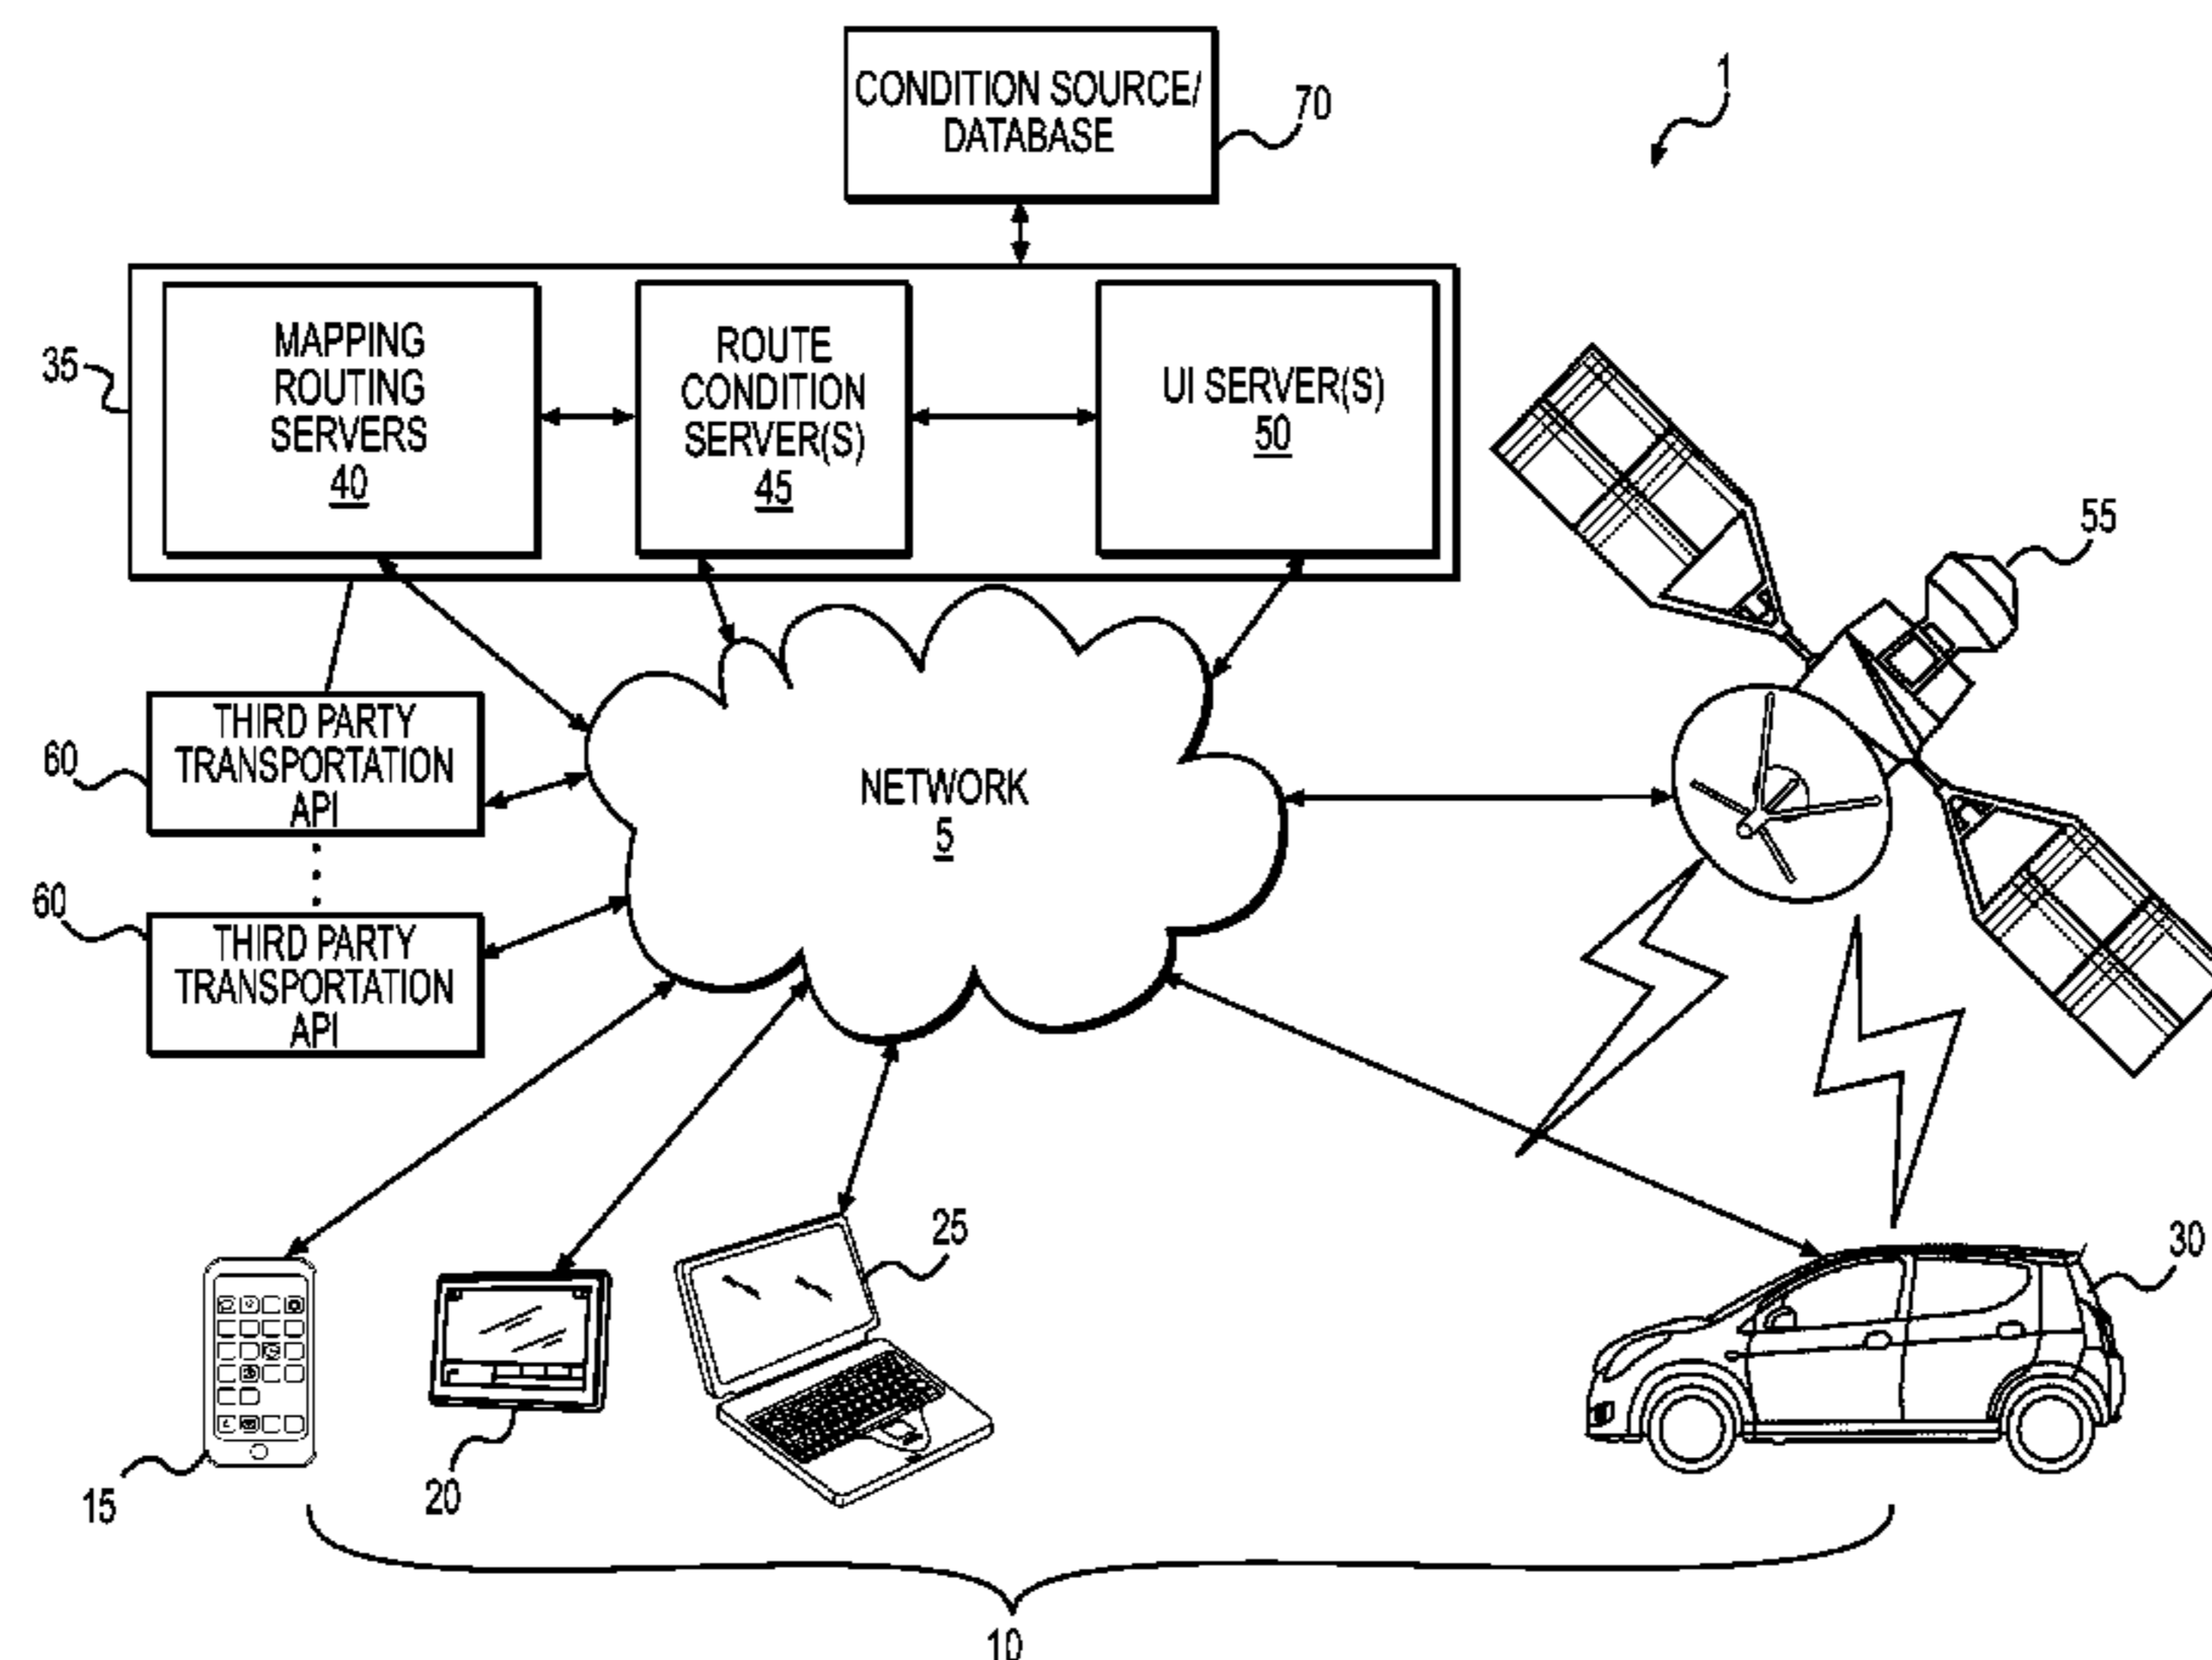 CONDITION SOURCE/
DATABASE
70
1
35
MAPPING
ROUTING
SERVERS
40
ROUTE
CONDITION
SERVER(S)
45
UI SERVER(S)
50
55
60
THIRD PARTY
TRANSPORTATION
API
NETWORK
5
60
THIRD PARTY
TRANSPORTATION
API
15
20
25
30
10